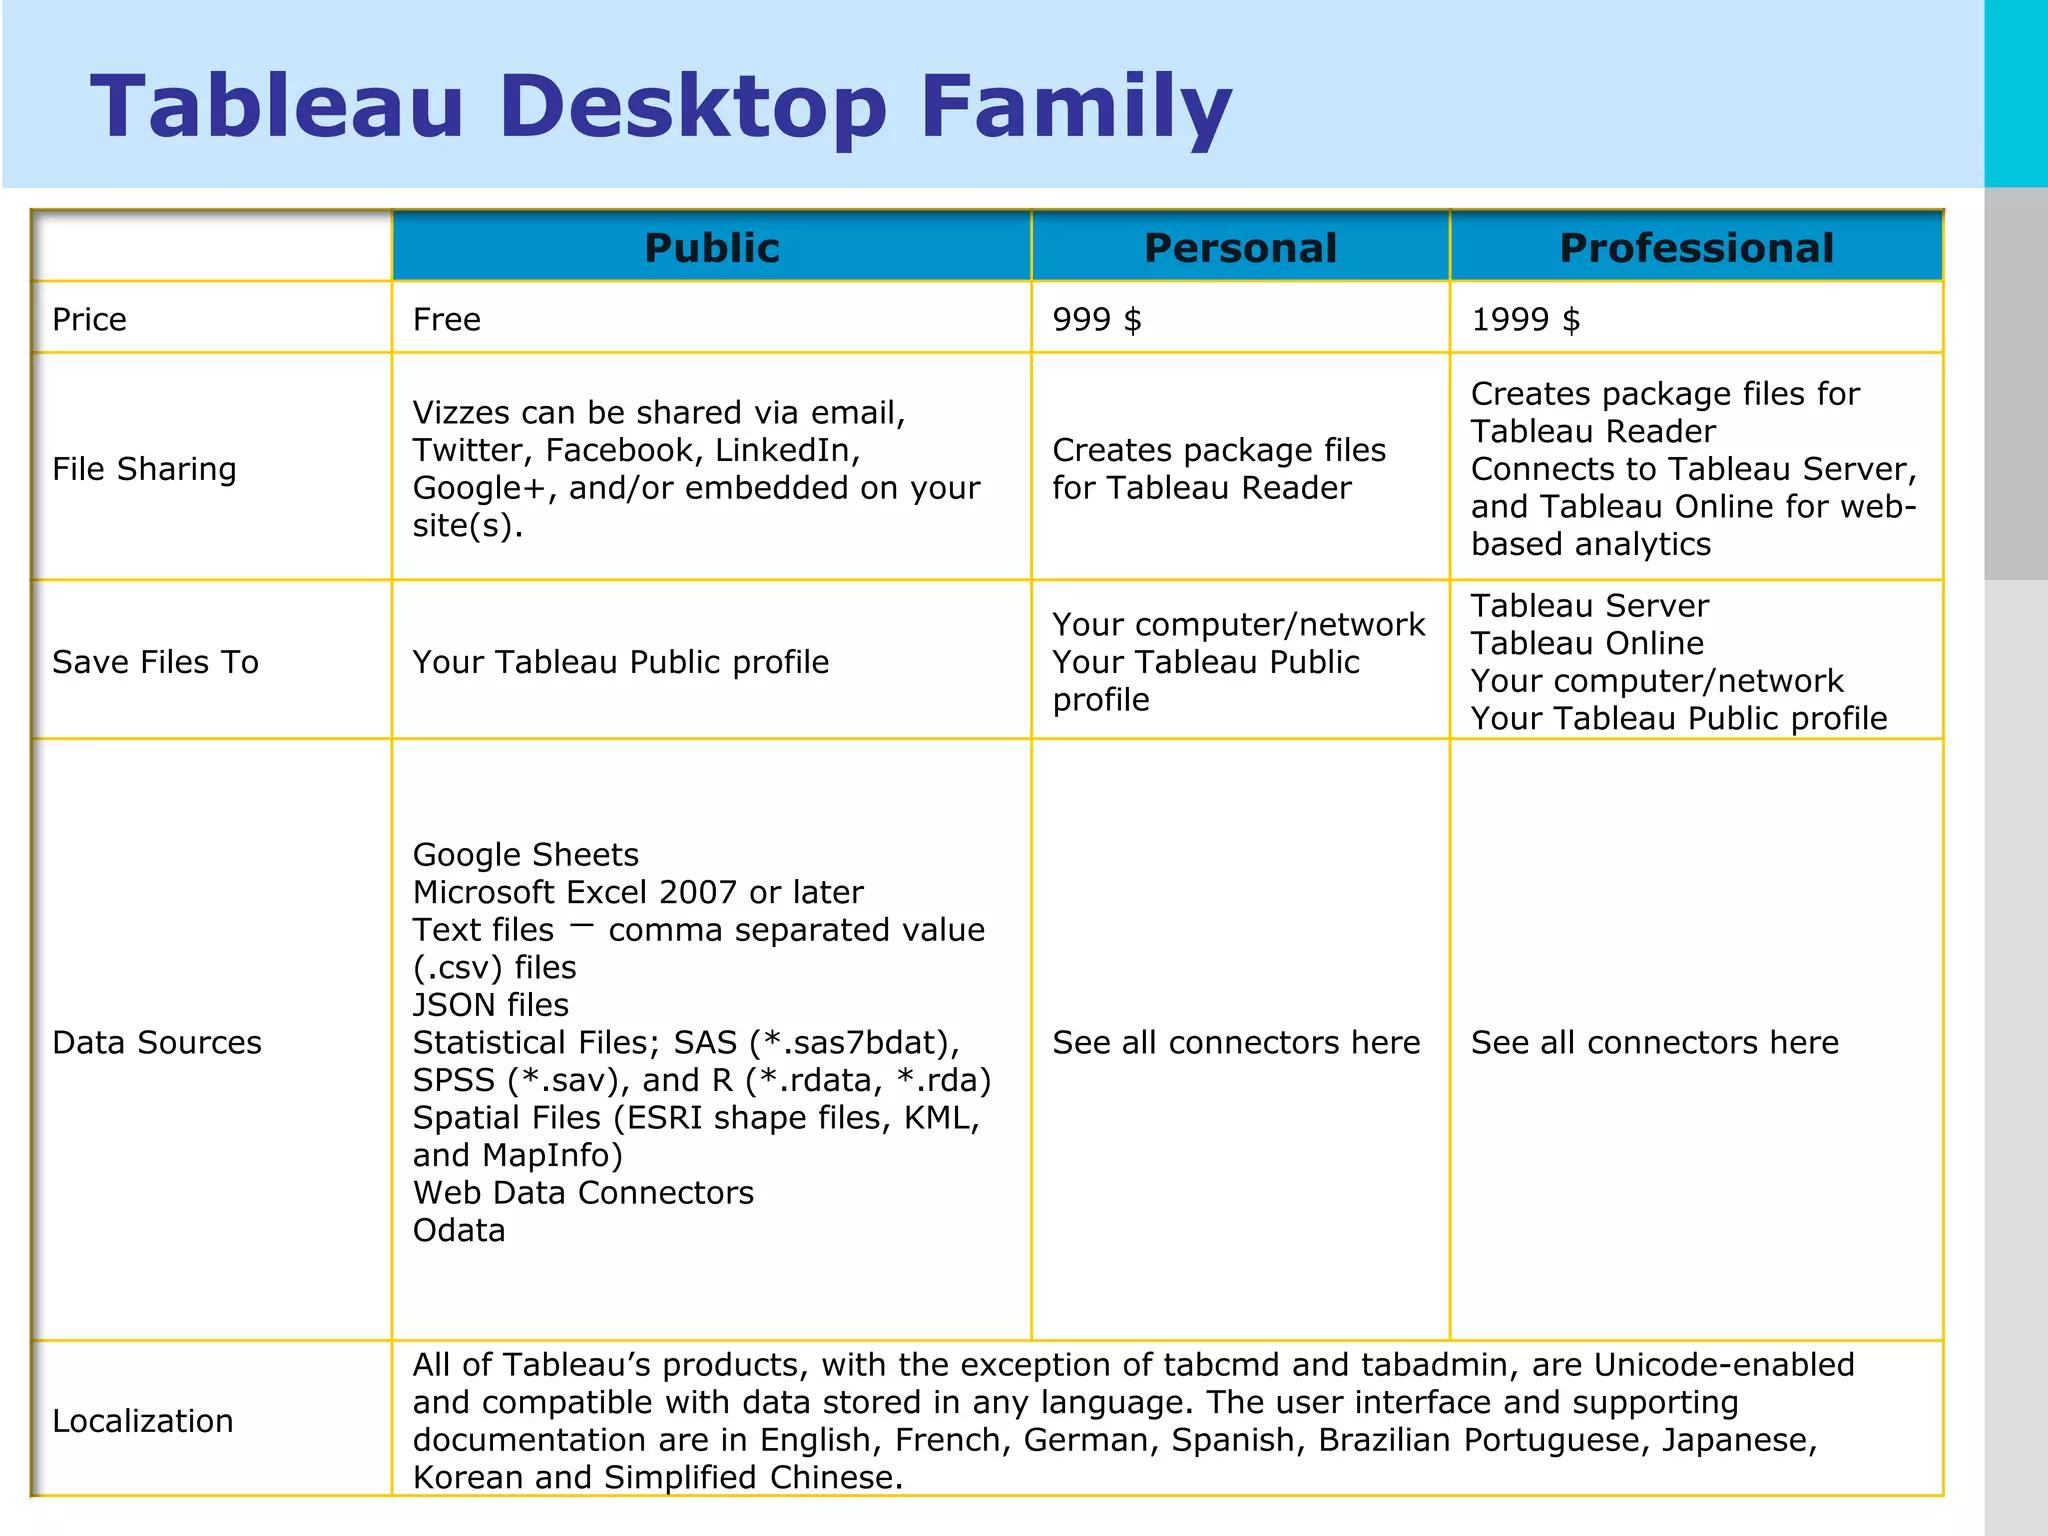 Tableau Desktop Family
Public Personal Professional
Price Free 999 $ 1999 $
File Sharing
Vizzes can be shared via email,
Twitter, Facebook, LinkedIn,
Google+, and/or embedded on your
site(s).
Creates package files
for Tableau Reader
Creates package files for
Tableau Reader
Connects to Tableau Server,
and Tableau Online for web-
based analytics
Save Files To
Your Tableau Public profile
Your computer/network
Your Tableau Public
profile
Tableau Server
Tableau Online
Your computer/network
Your Tableau Public profile
Data Sources
Google Sheets
Microsoft Excel 2007 or later
Text files — comma separated value
(.csv) files
JSON files
Statistical Files; SAS (*.sas7bdat),
SPSS (*.sav), and R (*.rdata, *.rda)
Spatial Files (ESRI shape files, KML,
and MapInfo)
Web Data Connectors
Odata
See all connectors here
See all connectors here
Localization
All of Tableau’s products, with the exception of tabcmd and tabadmin, are Unicode-enabled
and compatible with data stored in any language. The user interface and supporting
documentation are in English, French, German, Spanish, Brazilian Portuguese, Japanese,
Korean and Simplified Chinese.